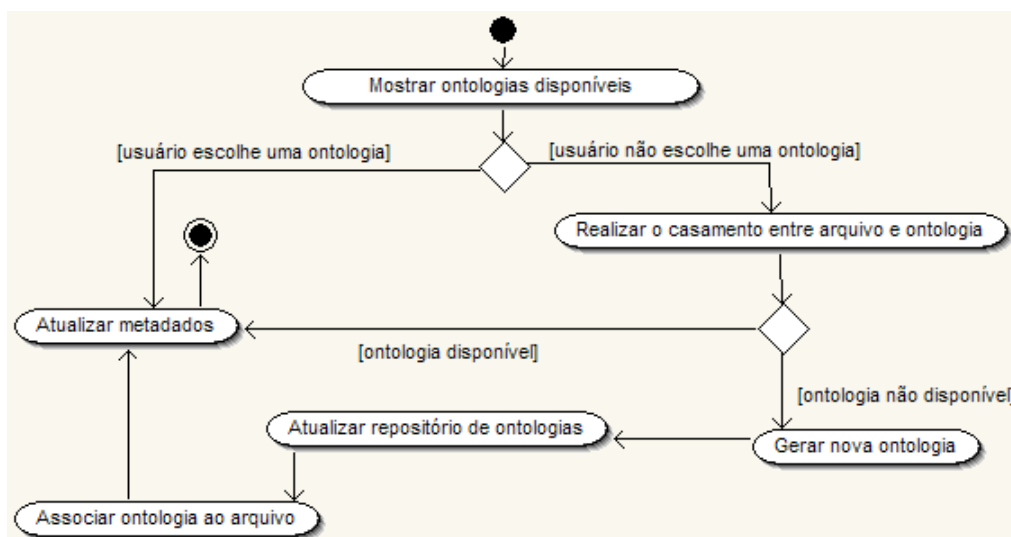 Mostrar ontologias disponíveis
[usuário escolhe uma ontologia]
[usuário não escolhe uma ontologia]
Realizar o casamento entre arquivo e ontologia
Atualizar metadados
[ontologia disponível]
[ontologia não disponível]
Atualizar repositório de ontologias
Gerar nova ontologia
Associar ontologia ao arquivo